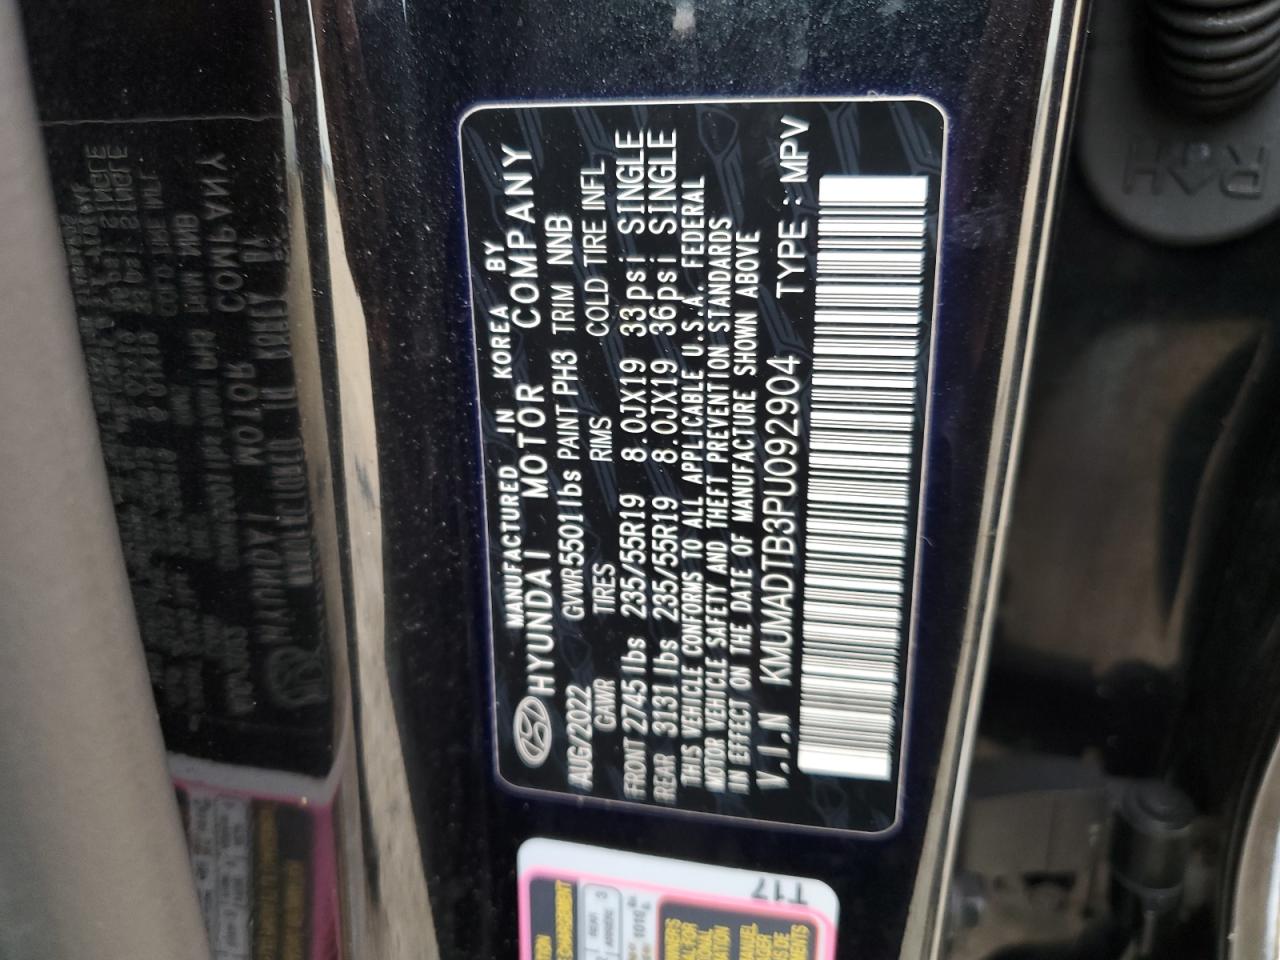 MANUFACTURED IN KOREA BY
HYUNDAI MOTOR COMPANY
AUG/2022 GVWR 5501lbs PAINT PH3 TRIM NNB
GAWR TIRES RIMS COLD TIRE INFL.
FRONT 2745lbs 235/55R19 8.0JX19 33psi SINGLE
REAR 3131lbs 235/55R19 8.0JX19 36psi SINGLE
THIS VEHICLE CONFORMS TO ALL APPLICABLE U.S.A. FEDERAL
MOTOR VEHICLE SAFETY AND THEFT PREVENTION STANDARDS
IN EFFECT ON THE DATE OF MANUFACTURE SHOWN ABOVE
V.I.N KMUMADTB3PU092904 TYPE : MPV
T17